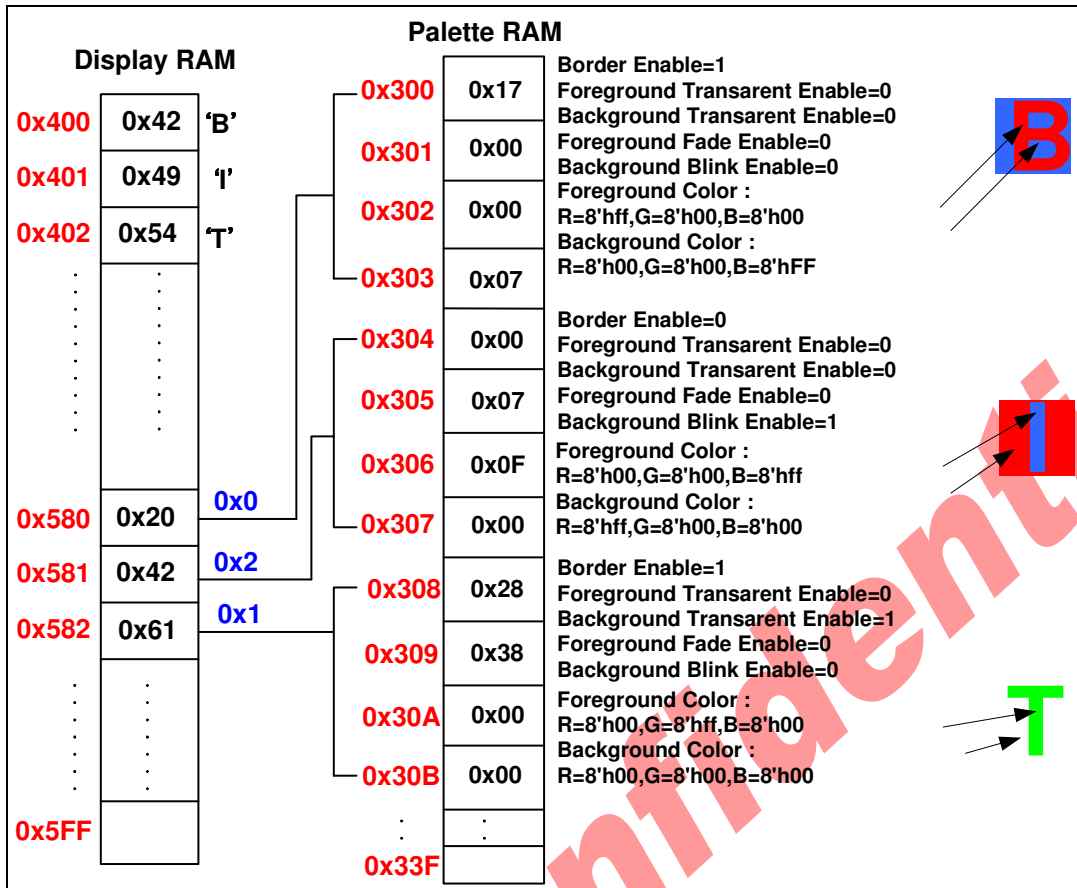 Display RAM
0x400 0x42 'B'
0x401 0x49 'I'
0x402 0x54 'T'
0x580 0x20 0x0
0x581 0x42 0x2
0x582 0x61 0x1
0x5FF
Palette RAM
0x300 0x17
0x301 0x00
0x302 0x00
0x303 0x07
0x304 0x00
0x305 0x07
0x306 0x0F
0x307 0x00
0x308 0x28
0x309 0x38
0x30A 0x00
0x30B 0x00
0x33F
Border Enable=1
Foreground Transarent Enable=0
Background Transarent Enable=0
Foreground Fade Enable=0
Background Blink Enable=0
Foreground Color :
R=8'hff,G=8'h00,B=8'h00
Background Color :
R=8'h00,G=8'h00,B=8'hFF
Border Enable=0
Foreground Transarent Enable=0
Background Transarent Enable=0
Foreground Fade Enable=0
Background Blink Enable=1
Foreground Color :
R=8'h00,G=8'h00,B=8'hff
Background Color :
R=8'hff,G=8'h00,B=8'h00
Border Enable=1
Foreground Transarent Enable=0
Background Transarent Enable=1
Foreground Fade Enable=0
Background Blink Enable=0
Foreground Color :
R=8'h00,G=8'hff,B=8'h00
Background Color :
R=8'h00,G=8'h00,B=8'h00
B
I
T
nfidenti